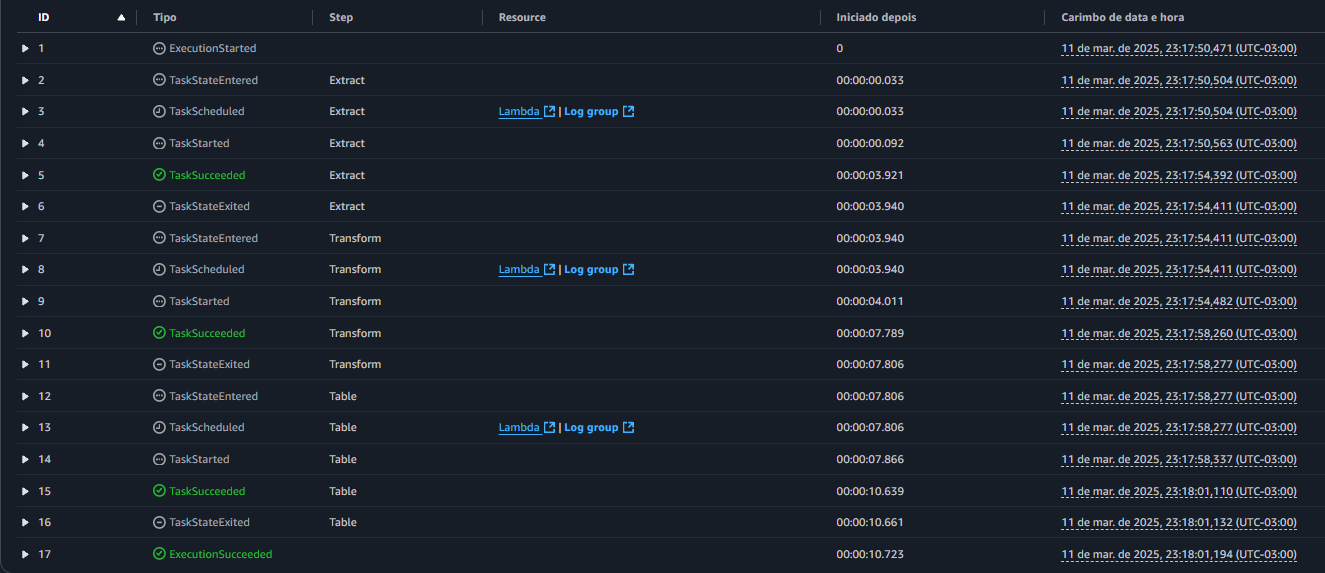 ID Tipo Step Resource Iniciado depois Carimbo de data e hora
1 ExecutionStarted 0 11 de mar. de 2025, 23:17:50,471 (UTC-03:00)
2 TaskStateEntered Extract 00:00:00.033 11 de mar. de 2025, 23:17:50,504 (UTC-03:00)
3 TaskScheduled Extract Lambda | Log group 00:00:00.033 11 de mar. de 2025, 23:17:50,504 (UTC-03:00)
4 TaskStarted Extract 00:00:00.092 11 de mar. de 2025, 23:17:50,563 (UTC-03:00)
5 TaskSucceeded Extract 00:00:03.921 11 de mar. de 2025, 23:17:54,392 (UTC-03:00)
6 TaskStateExited Extract 00:00:03.940 11 de mar. de 2025, 23:17:54,411 (UTC-03:00)
7 TaskStateEntered Transform 00:00:03.940 11 de mar. de 2025, 23:17:54,411 (UTC-03:00)
8 TaskScheduled Transform Lambda | Log group 00:00:03.940 11 de mar. de 2025, 23:17:54,411 (UTC-03:00)
9 TaskStarted Transform 00:00:04.011 11 de mar. de 2025, 23:17:54,482 (UTC-03:00)
10 TaskSucceeded Transform 00:00:07.789 11 de mar. de 2025, 23:17:58,260 (UTC-03:00)
11 TaskStateExited Transform 00:00:07.806 11 de mar. de 2025, 23:17:58,277 (UTC-03:00)
12 TaskStateEntered Table 00:00:07.806 11 de mar. de 2025, 23:17:58,277 (UTC-03:00)
13 TaskScheduled Table Lambda | Log group 00:00:07.806 11 de mar. de 2025, 23:17:58,277 (UTC-03:00)
14 TaskStarted Table 00:00:07.866 11 de mar. de 2025, 23:17:58,337 (UTC-03:00)
15 TaskSucceeded Table 00:00:10.639 11 de mar. de 2025, 23:18:01,110 (UTC-03:00)
16 TaskStateExited Table 00:00:10.661 11 de mar. de 2025, 23:18:01,132 (UTC-03:00)
17 ExecutionSucceeded 00:00:10.723 11 de mar. de 2025, 23:18:01,194 (UTC-03:00)